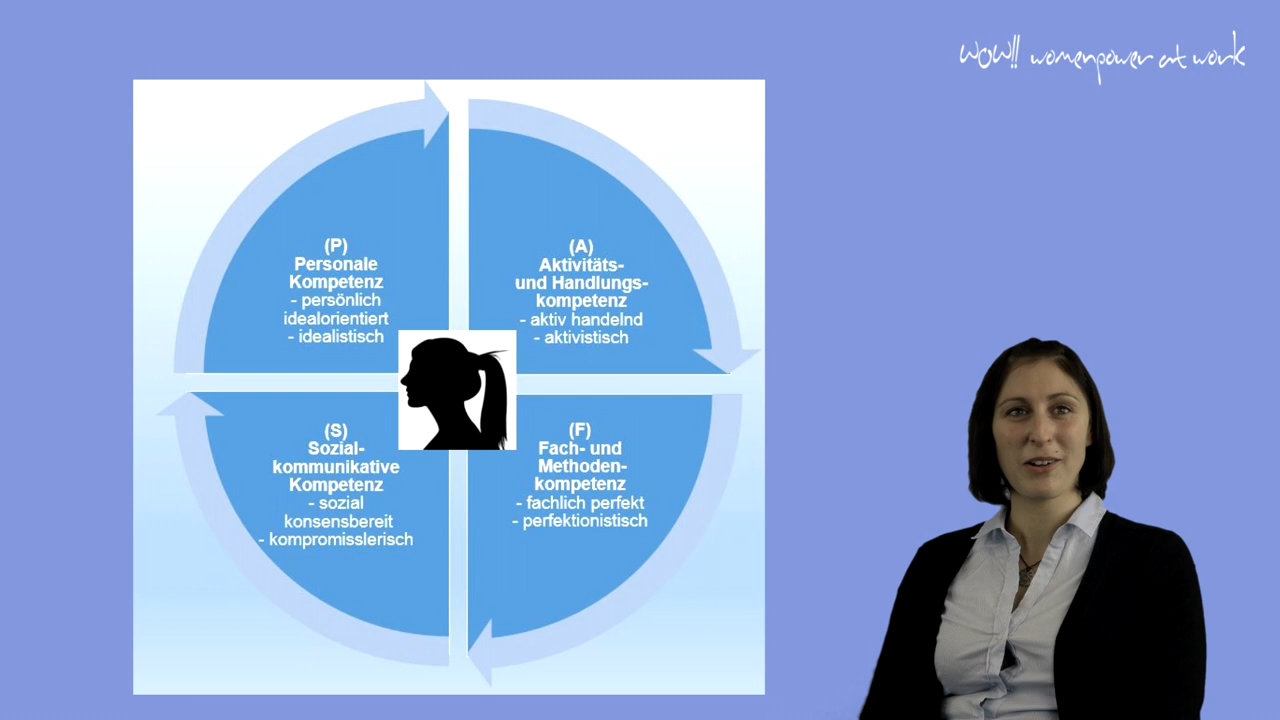 wow!! womenpower at work
(P)
Personale
Kompetenz
- persönlich
idealorientiert
- idealistisch
(A)
Aktivitäts-
und Handlungs-
kompetenz
- aktiv handelnd
- aktivistisch
(S)
Sozial-
kommunikative
Kompetenz
- sozial
konsensbereit
- kompromisslerisch
(F)
Fach- und
Methoden-
kompetenz
- fachlich perfekt
- perfektionistisch